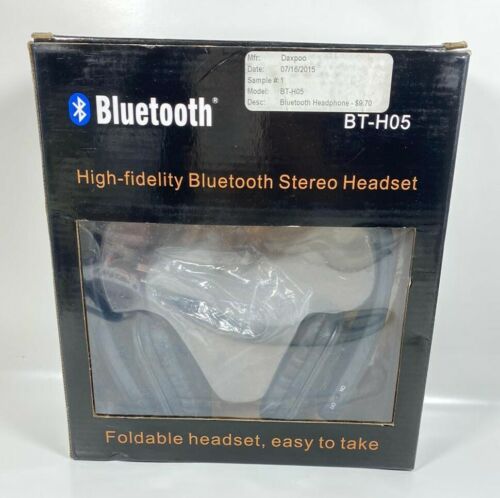 Mfr: Daxpoo
Date: 07/16/2015
Sample #: 1
Model: BT-H05
Desc: Bluetooth Headphone - $9.70
Bluetooth®
BT-H05
High-fidelity Bluetooth Stereo Headset
Foldable headset, easy to take